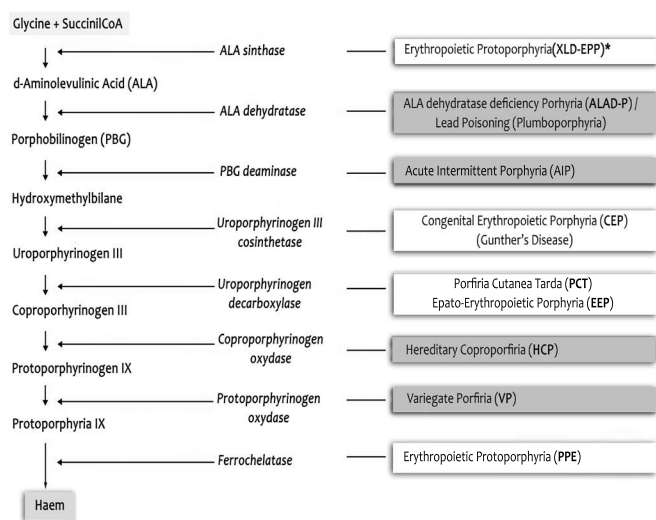 Glycine + SuccinilCoA
ALA sinthase
Erythropoietic Protoporphyria(XLD-EPP)*
d-Aminolevulinic Acid (ALA)
ALA dehydratase
ALA dehydratase deficiency Porphyria (ALAD-P) /
Lead Poisoning (Plumboporphyria)
Porphobilinogen (PBG)
PBG deaminase
Acute Intermittent Porphyria (AIP)
Hydroxymethylbilane
Uroporphyrinogen III
cosinthetase
Congenital Erythropoietic Porphyria (CEP)
(Gunther's Disease)
Uroporphyrinogen III
Uroporphyrinogen
decarboxylase
Porfiria Cutanea Tarda (PCT)
Epato-Erythropoietic Porphyria (EEP)
Coproporhyrinogen III
Coproporphyrinogen
oxydase
Hereditary Coproporfiria (HCP)
Protoporphyrinogen IX
Protoporphyrinogen
oxydase
Variegate Porfiria (VP)
Protoporphyria IX
Ferrochelatase
Erythropoietic Protoporphyria (PPE)
Haem